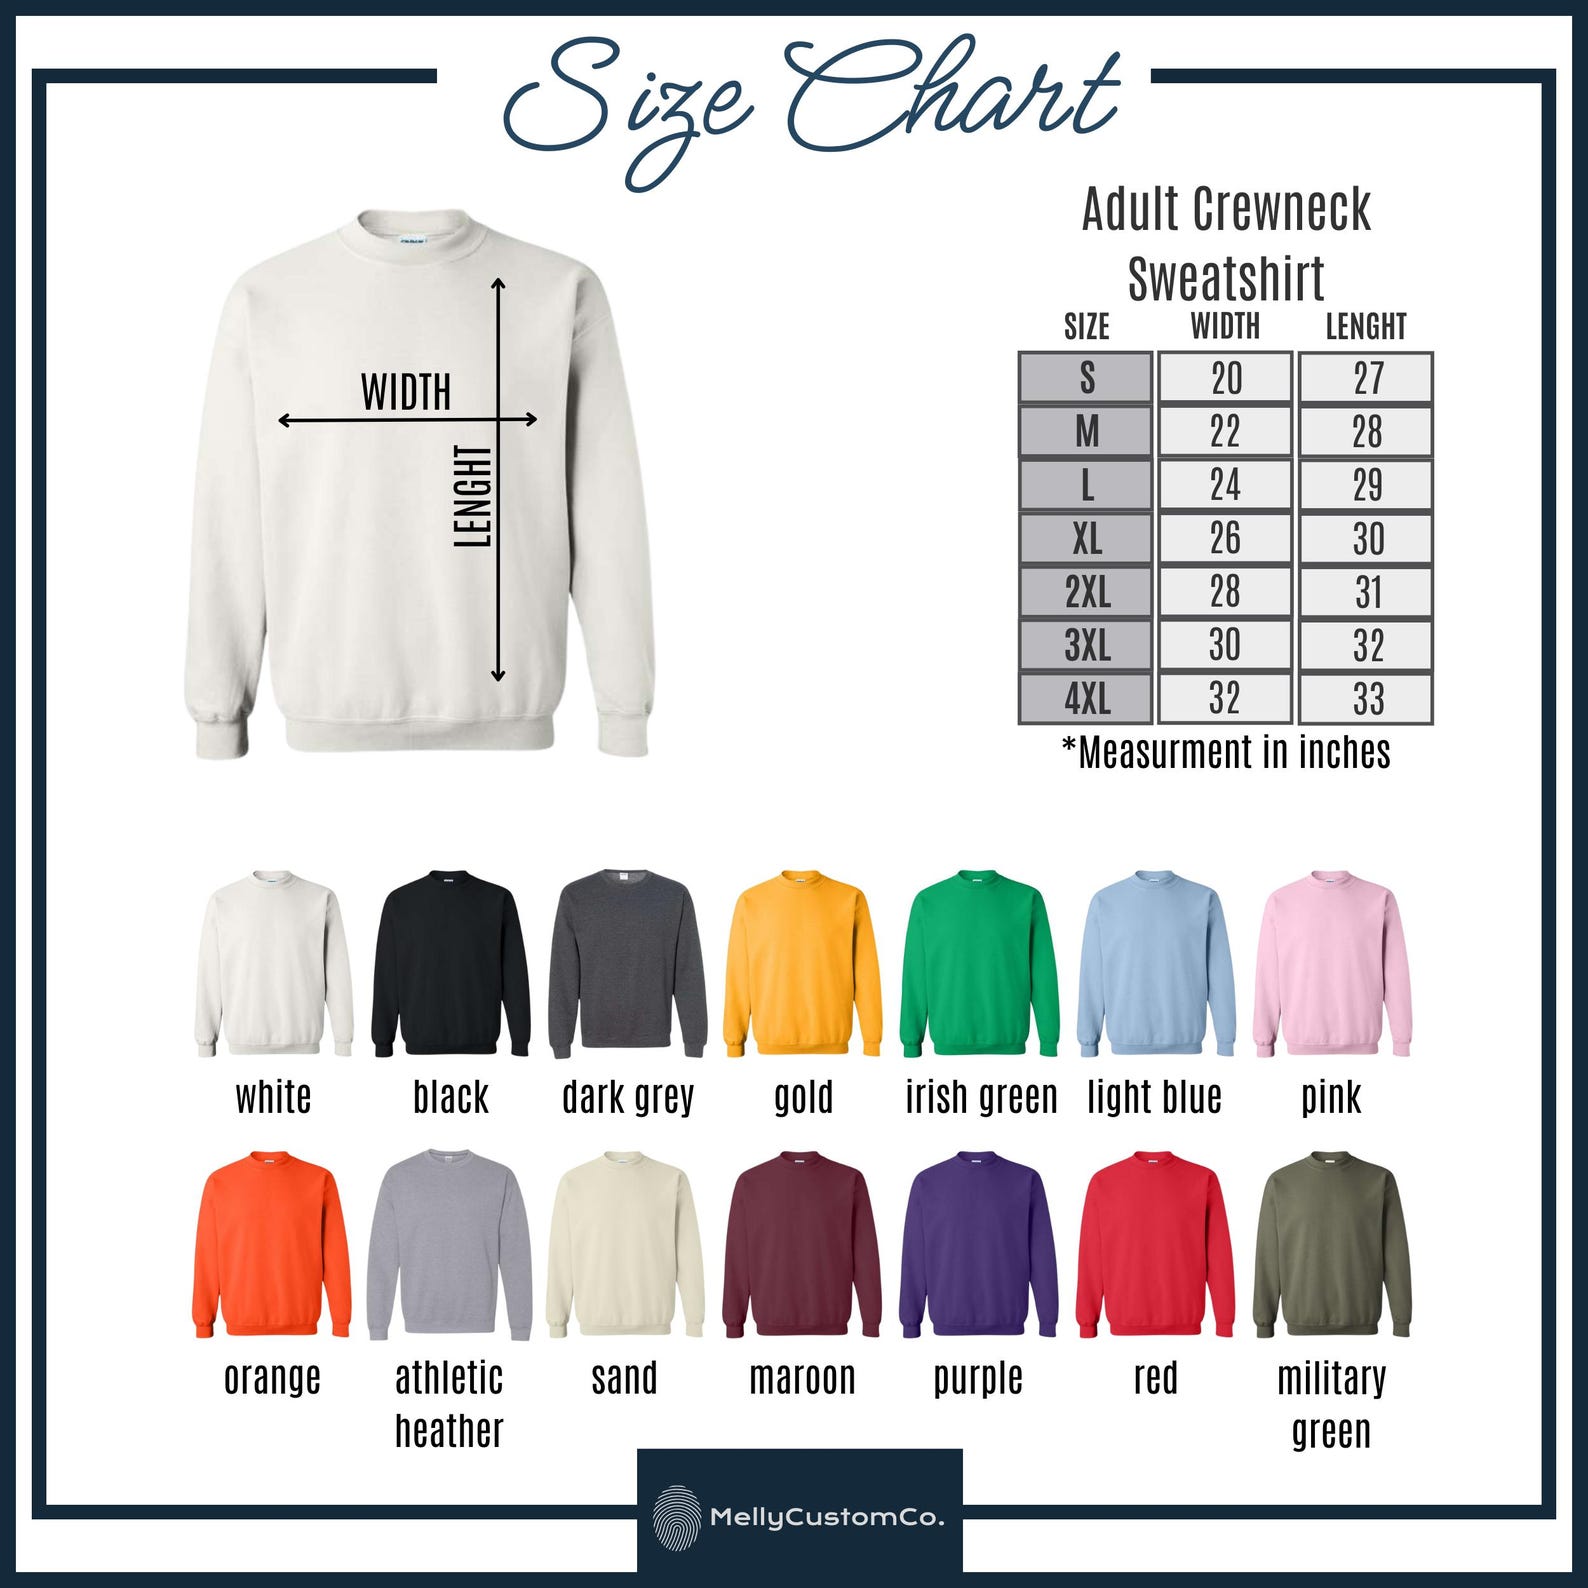 Size Chart
Adult Crewneck
Sweatshirt
SIZE WIDTH LENGHT
S 20 27
M 22 28
L 24 29
XL 26 30
2XL 28 31
3XL 30 32
4XL 32 33
*Measurment in inches
WIDTH
LENGHT
white black dark grey gold irish green light blue pink
orange athletic heather sand maroon purple red military green
MellyCustomCo.